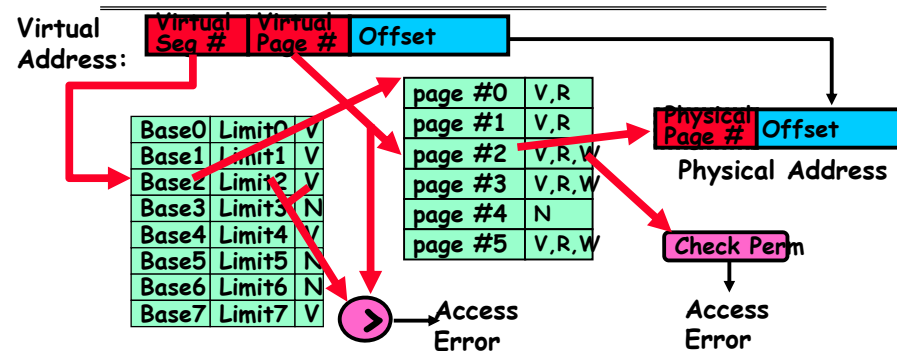 Virtual Address:
Virtual Seg #
Virtual Page #
Offset
Base0 Limit0 V
Base1 Limit1 V
Base2 Limit2 V
Base3 Limit3 N
Base4 Limit4 V
Base5 Limit5 N
Base6 Limit6 N
Base7 Limit7 V
page #0 V,R
page #1 V,R
page #2 V,R,W
page #3 V,R,W
page #4 N
page #5 V,R,W
Physical Page #
Offset
Physical Address
Check Perm
>
Access
Error
Access
Error